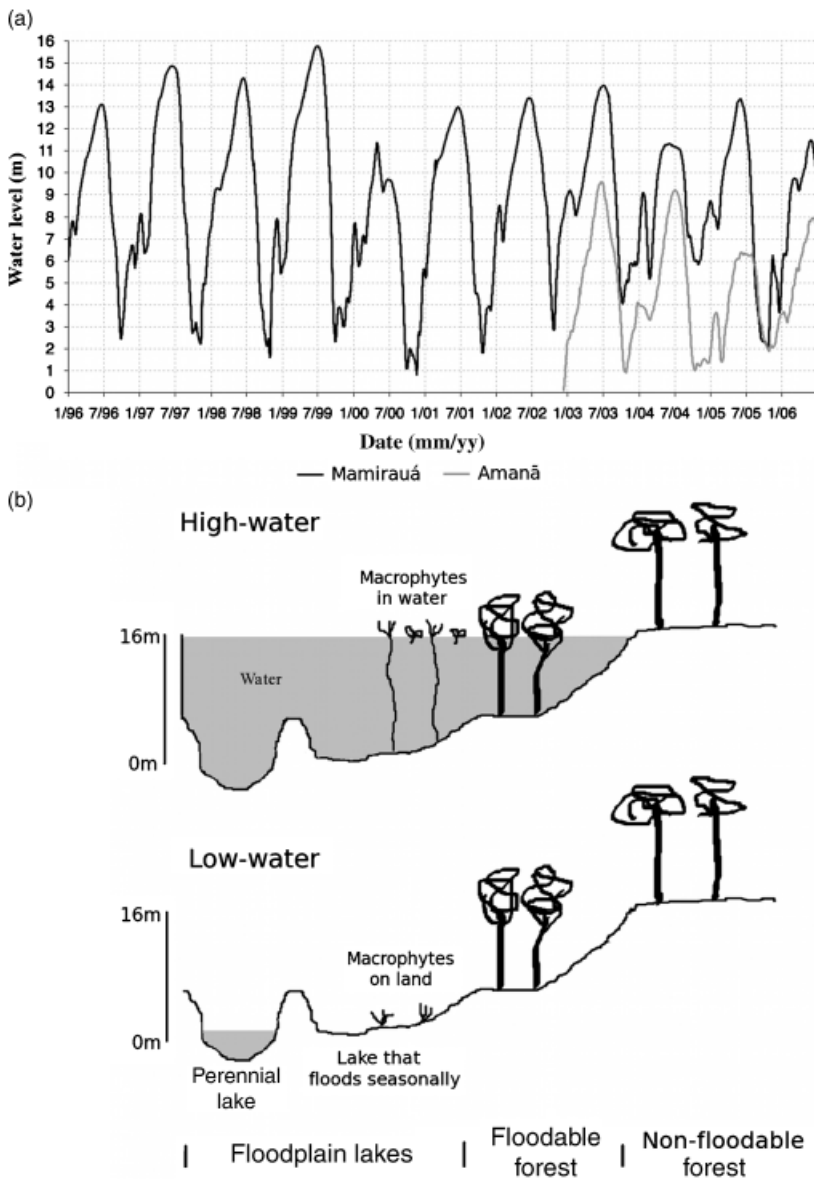 (a)
16
15
14
13
12
11
10
9
8
7
6
5
4
3
2
1
0
Water level (m)
1/96 7/96 1/97 7/97 1/98 7/98 1/99 7/99 1/00 7/00 1/01 7/01 1/02 7/02 1/03 7/03 1/04 7/04 1/05 7/05 1/06
Date (mm/yy)
Mamirauá Amanã
(b)
High-water
Macrophytes
in water
16m
Water
0m
Low-water
16m
Macrophytes
on land
0m
Perennial
lake
Lake that
floods seasonally
Floodplain lakes
Floodable
forest
Non-floodable
forest